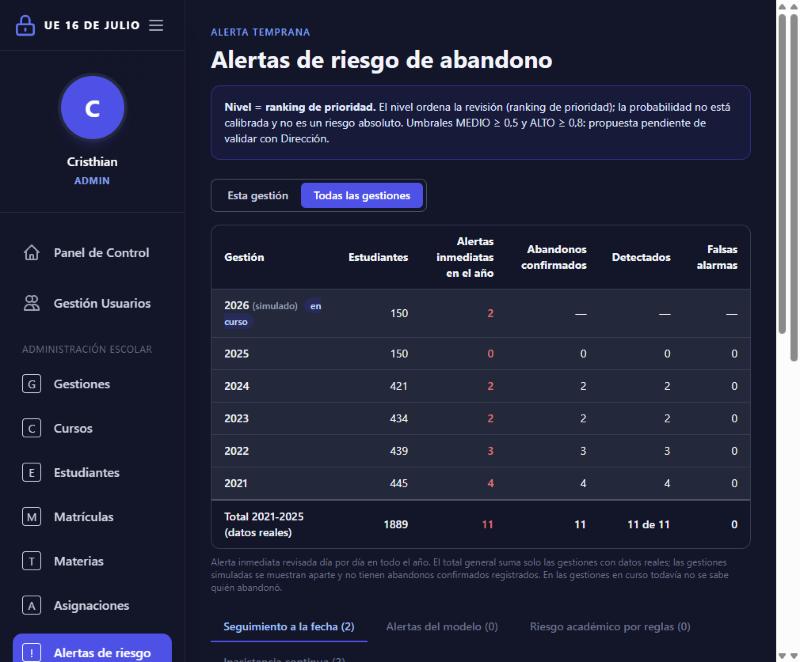 UE 16 DE JULIO
C
Cristhian
ADMIN
Panel de Control
Gestión Usuarios
ADMINISTRACIÓN ESCOLAR
G Gestiones
C Cursos
E Estudiantes
M Matrículas
T Materias
A Asignaciones
! Alertas de riesgo
ALERTA TEMPRANA
Alertas de riesgo de abandono
Nivel = ranking de prioridad. El nivel ordena la revisión (ranking de prioridad); la probabilidad no está
calibrada y no es un riesgo absoluto. Umbrales MEDIO ≥ 0,5 y ALTO ≥ 0,8: propuesta pendiente de
validar con Dirección.
Esta gestión Todas las gestiones
Gestión Estudiantes Alertas inmediatas en el año Abandonos confirmados Detectados Falsas alarmas
2026 (simulado) en curso 150 2 — — —
2025 150 0 0 0 0
2024 421 2 2 2 0
2023 434 2 2 2 0
2022 439 3 3 3 0
2021 445 4 4 4 0
Total 2021-2025 (datos reales) 1889 11 11 11 de 11 0
Alerta inmediata revisada día por día en todo el año. El total general suma solo las gestiones con datos reales; las gestiones
simuladas se muestran aparte y no tienen abandonos confirmados registrados. En las gestiones en curso todavía no se sabe
quién abandonó.
Seguimiento a la fecha (2) Alertas del modelo (0) Riesgo académico por reglas (0)